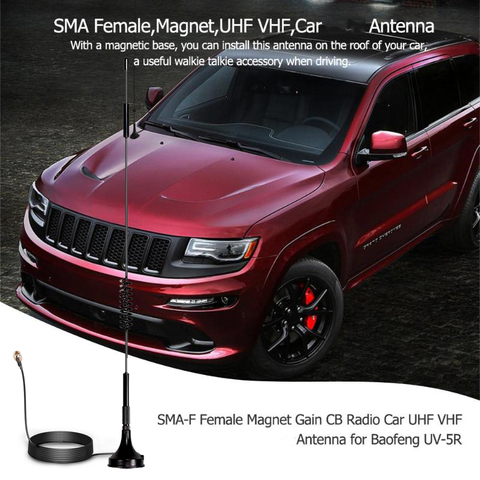 SMA Female,Magnet,UHF VHF,Car Antenna
With a magnetic base, you can install this antenna on the roof of your car,
a useful walkie talkie accessory when driving.
SMA-F Female Magnet Gain CB Radio Car UHF VHF
Antenna for Baofeng UV-5R